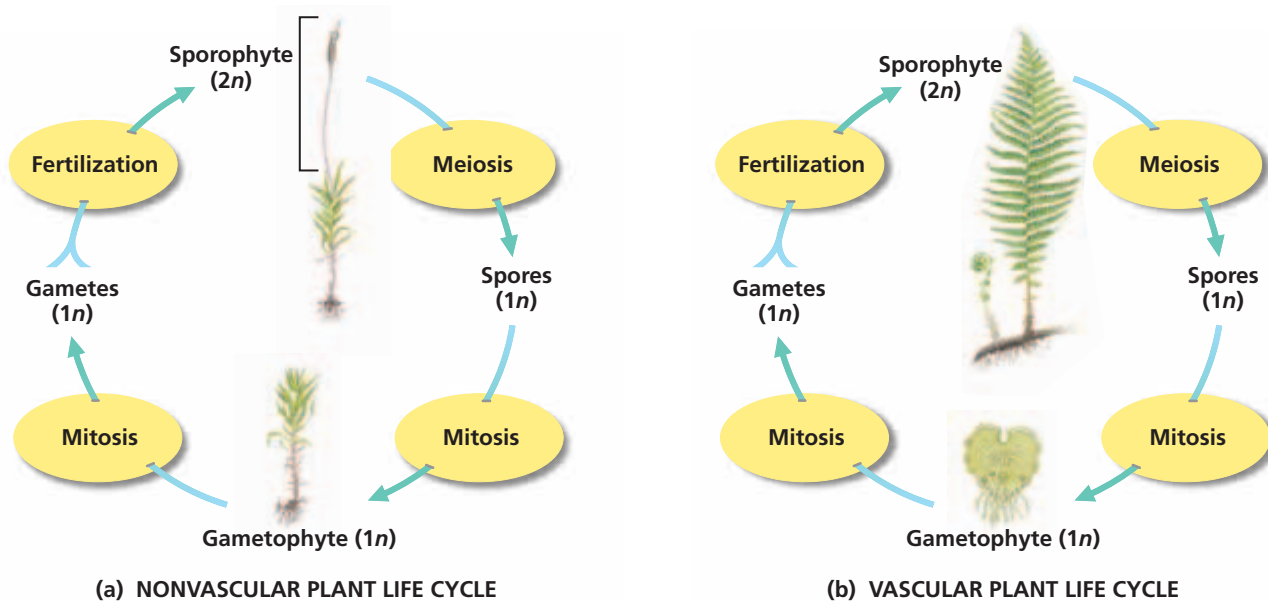 Sporophyte
(2n)
Fertilization
Meiosis
Gametes
(1n)
Spores
(1n)
Mitosis
Mitosis
Gametophyte (1n)
(a) NONVASCULAR PLANT LIFE CYCLE
Sporophyte
(2n)
Fertilization
Meiosis
Gametes
(1n)
Spores
(1n)
Mitosis
Mitosis
Gametophyte (1n)
(b) VASCULAR PLANT LIFE CYCLE